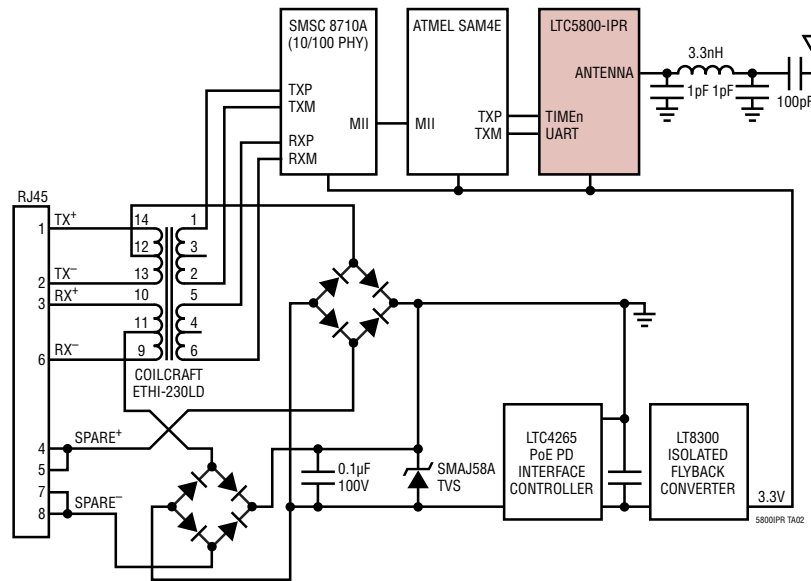 SMSC 8710A
(10/100 PHY)
TXP
TXM
RXP
RXM
MII
ATMEL SAM4E
MII
TXP
TXM
LTC5800-IPR
ANTENNA
TIMEn
UART
3.3nH
1pF 1pF
100pF
RJ45
1 TX+
2 TX−
3 RX+
6 RX−
4 SPARE+
5
7
8 SPARE−
14
12
13
10
11
9
1
3
2
5
4
6
COILCRAFT
ETHI-230LD
0.1µF
100V
SMAJ58A
TVS
LTC4265
PoE PD
INTERFACE
CONTROLLER
LT8300
ISOLATED
FLYBACK
CONVERTER
3.3V
5800IPR TA02